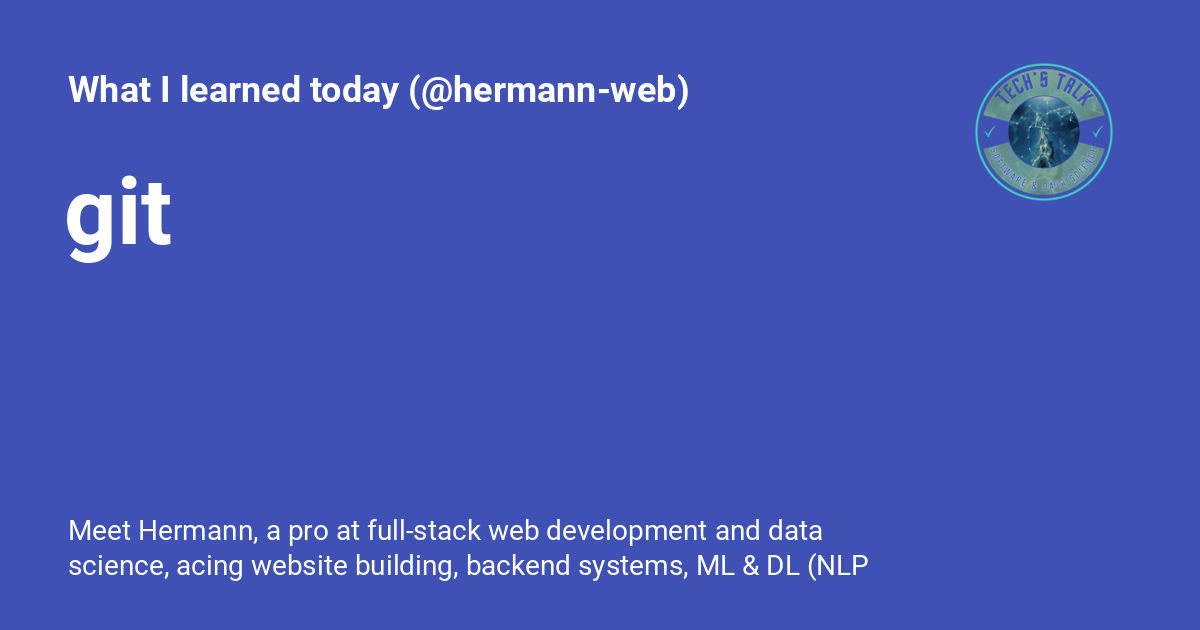 What I learned today (@hermann-web)
TECH'S TALK
git
SOFTWARE & DATA SCIENCE
Meet Hermann, a pro at full-stack web development and data
science, acing website building, backend systems, ML & DL (NLP